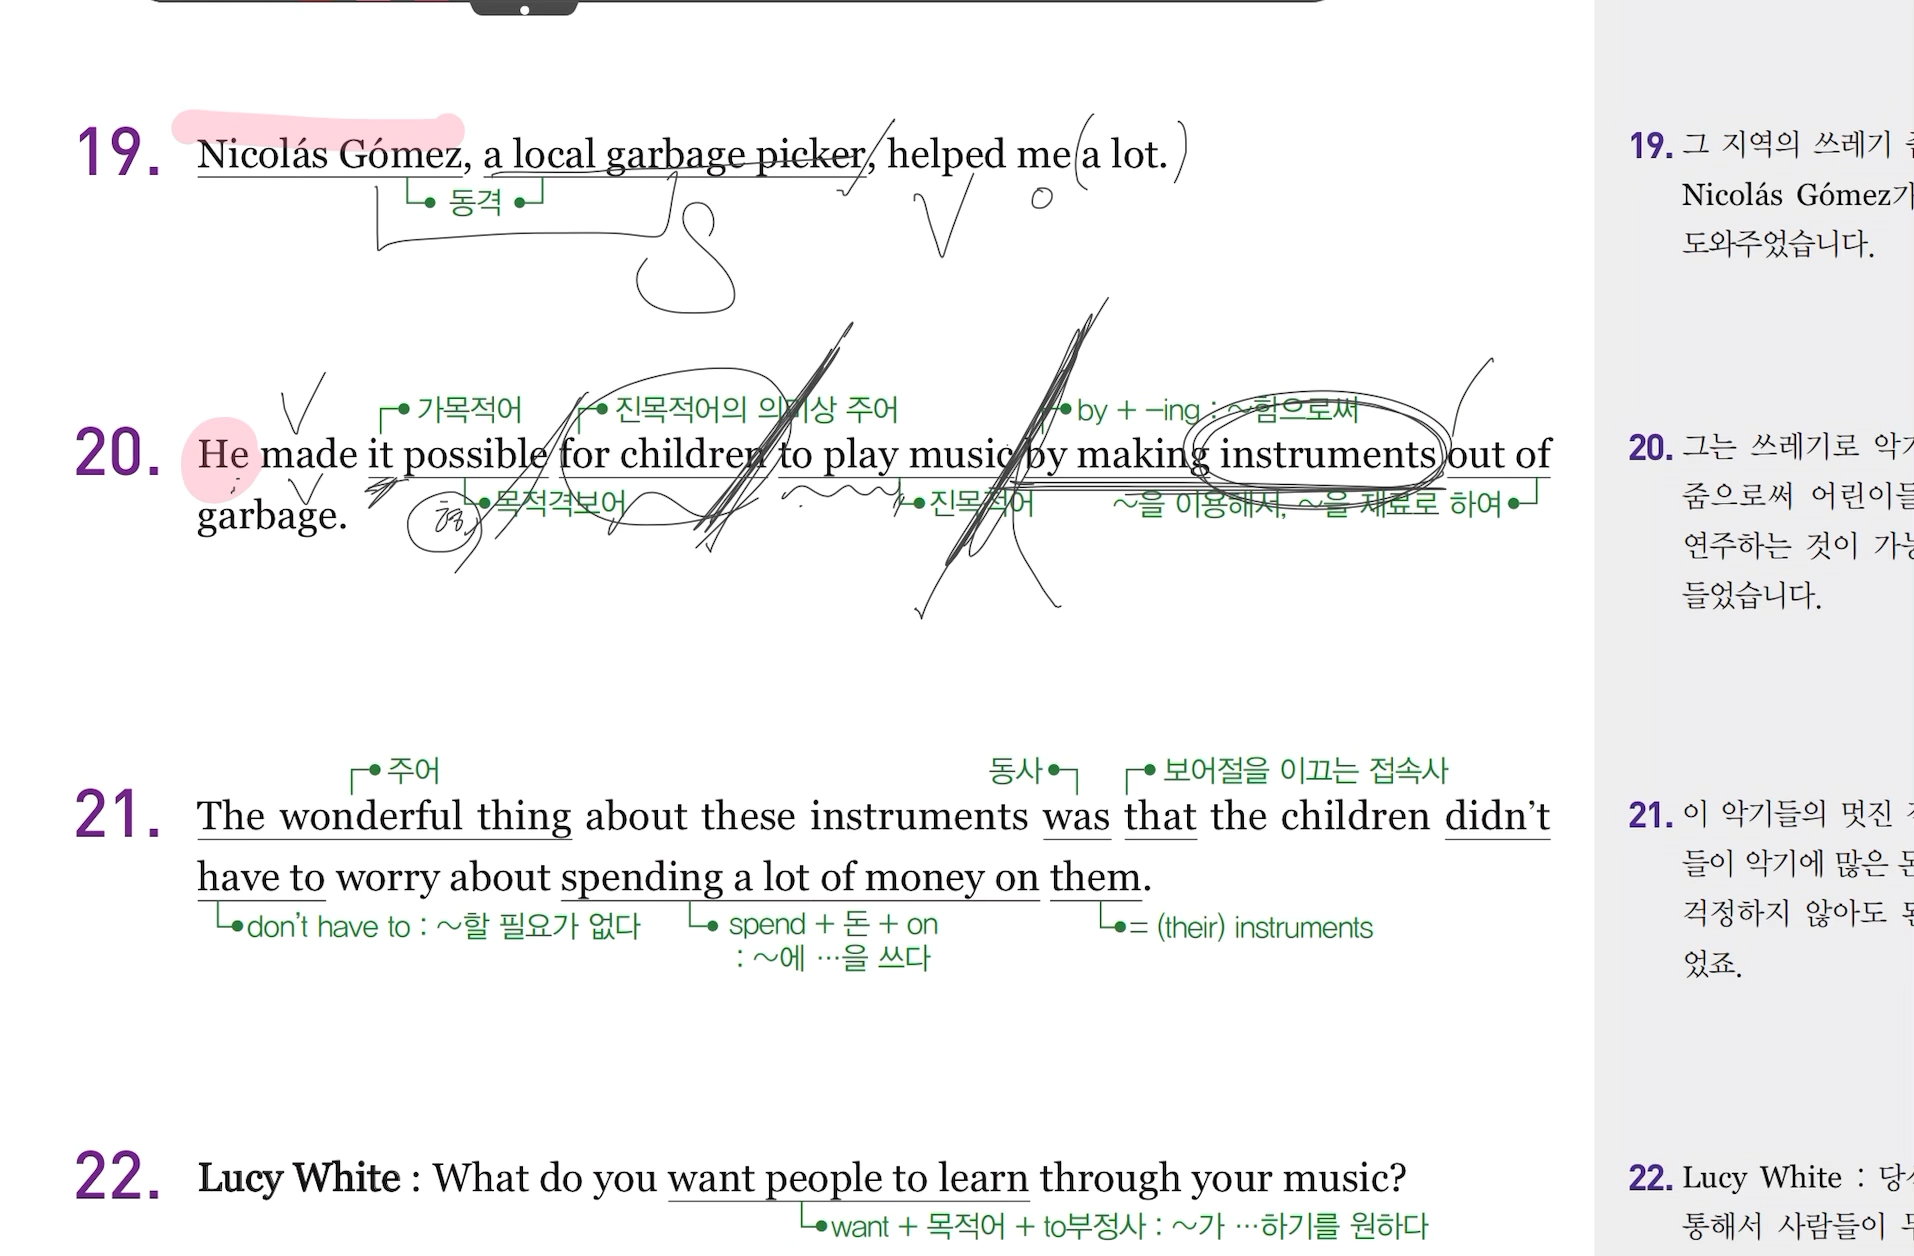 19. Nicolás Gómez, a local garbage picker, helped me (a lot.)
동격
S V O
가목적어 진목적어의 의미상 주어 by + –ing : ~함으로써
20. He made it possible for children to play music by making instruments out of
목적격보어 진목적어 ~을 이용해서, ~을 재료로 하여
garbage.
주어 동사 보어절을 이끄는 접속사
21. The wonderful thing about these instruments was that the children didn't
have to worry about spending a lot of money on them.
don't have to : ~할 필요가 없다 spend + 돈 + on = (their) instruments
: ~에 …을 쓰다
22. Lucy White : What do you want people to learn through your music?
want + 목적어 + to부정사 : ~가 …하기를 원하다
19. 그 지역의 쓰레기
Nicolás Gómez가
도와주었습니다.
20. 그는 쓰레기로
줌으로써 어린이들
연주하는 것이
들었습니다.
21. 이 악기들의 멋진
들이 악기에 많은
걱정하지 않아도
었죠.
22. Lucy White :
통해서 사람들이